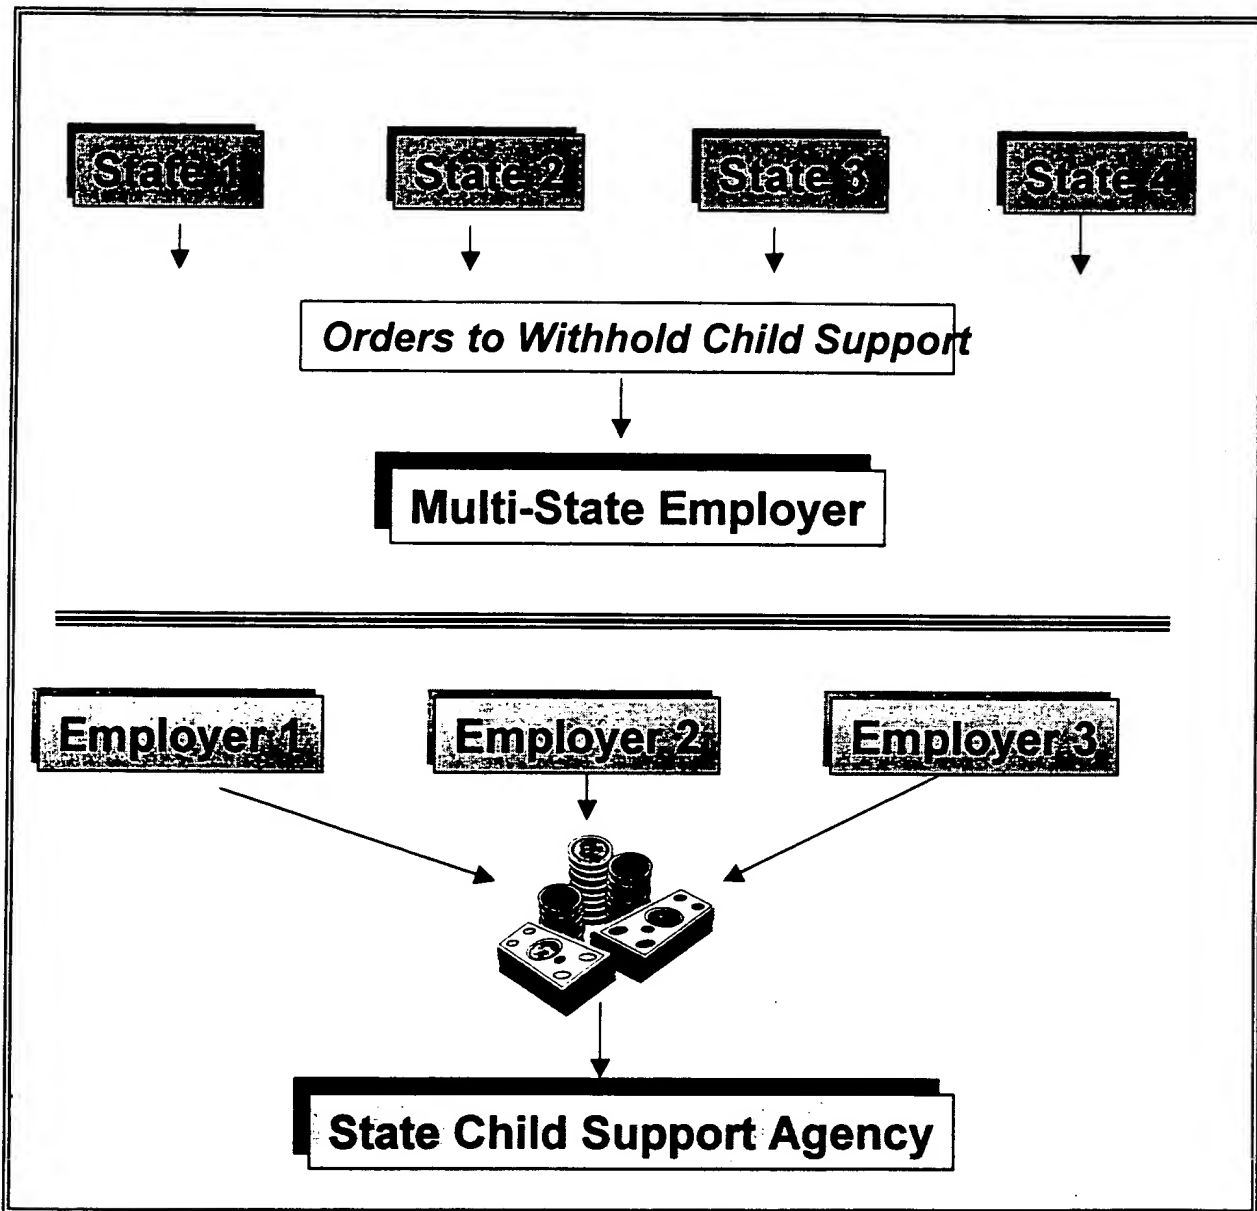 State 1
State 2
State 3
State 4
Orders to Withhold Child Support
Multi-State Employer
Employer 1
Employer 2
Employer 3
State Child Support Agency